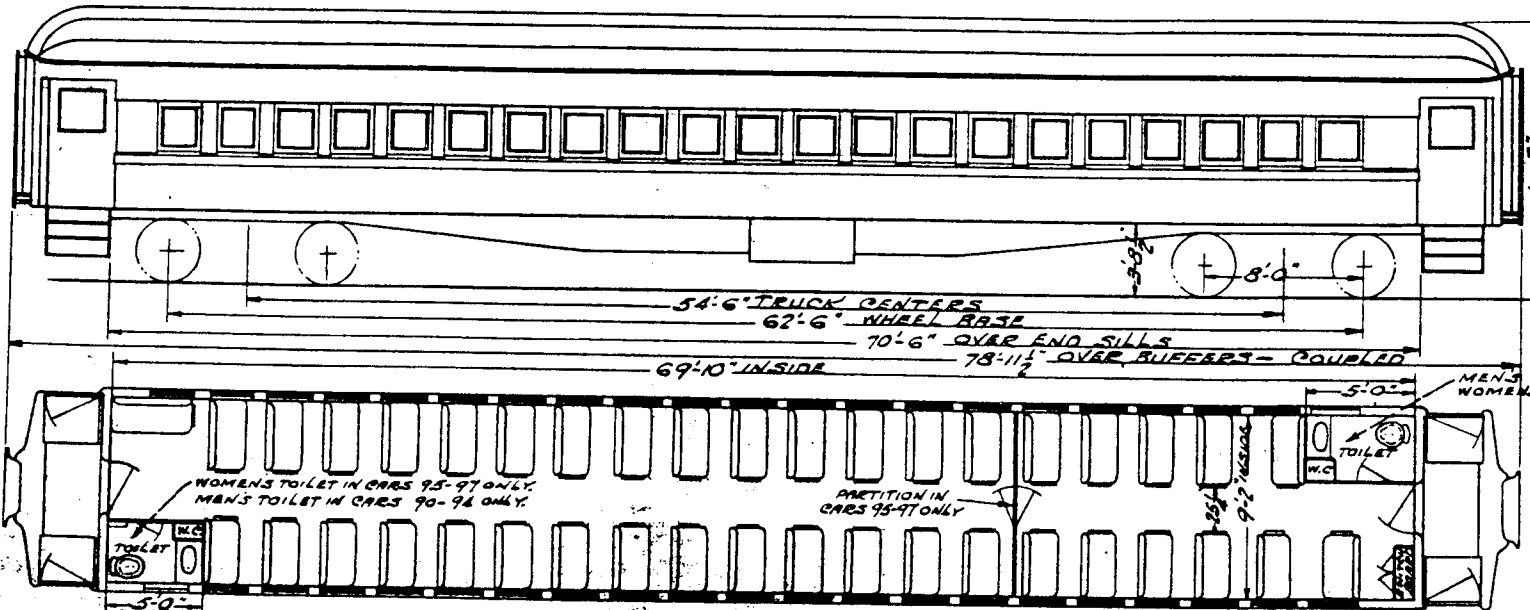 3'-8½"
8'-0"
54'-6" TRUCK CENTERS
62'-6" WHEEL BASE
70'-6" OVER END SILLS
78'-11½" OVER BUFFERS - COUPLED
69'-10" INSIDE
5'-0"
MEN'S
WOMEN
TOILET
W.C.
WOMENS TOILET IN CARS 95-97 ONLY.
MEN'S TOILET IN CARS 90-94 ONLY.
PARTITION IN
CARS 95-97 ONLY
9'-2" INSIDE
W.C.
TOILET
5'-0"